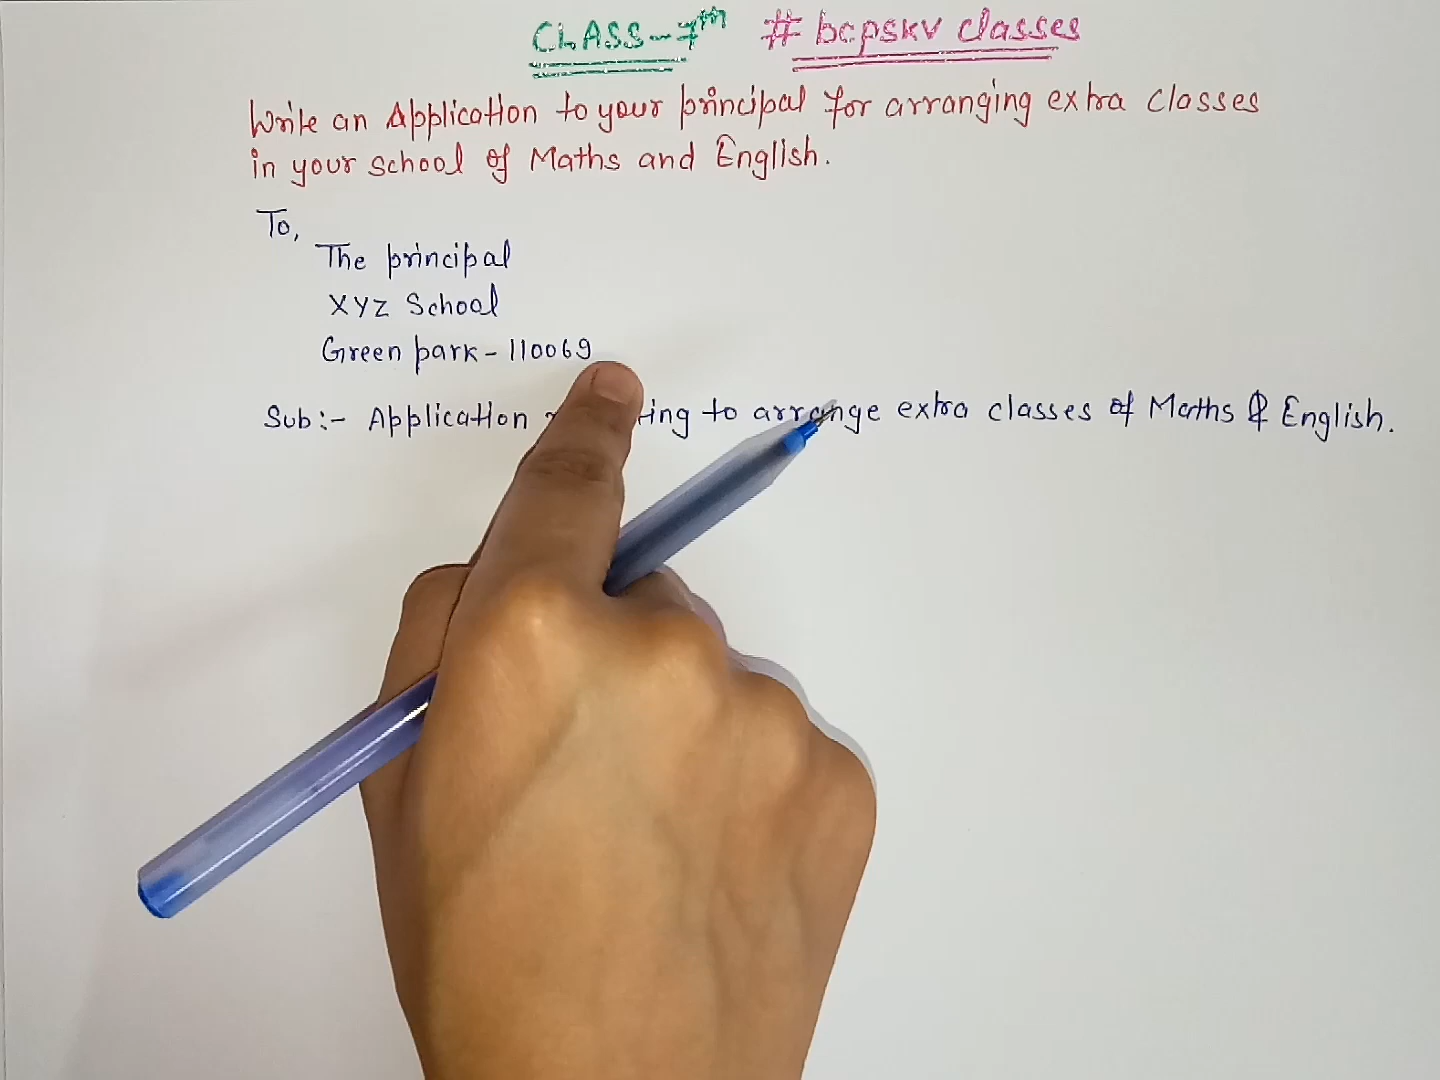 CLASS-7th # bcpskv classes
Write an Application to your principal for arranging extra classes
in your school of Maths and English.
To,
The principal
XYZ School
Green park - 110069
Sub:- Application to arrange extra classes of Maths & English.